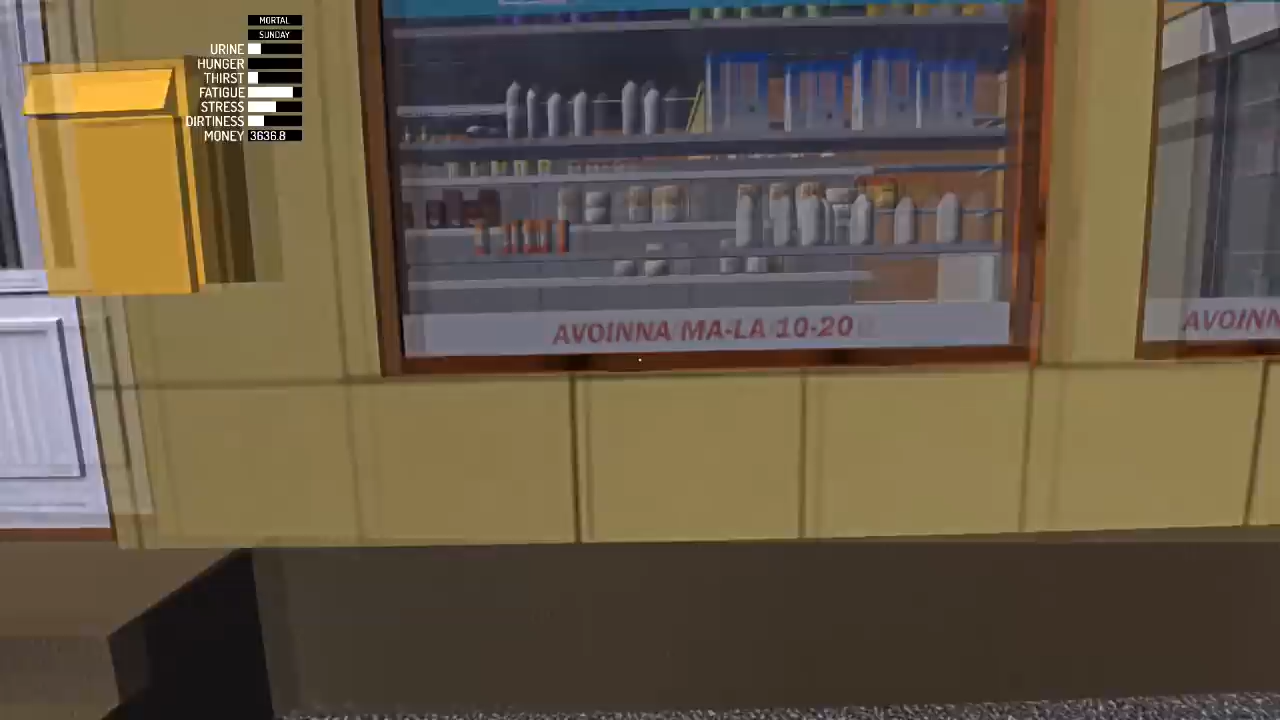 MORTAL
SUNDAY
URINE
HUNGER
THIRST
FATIGUE
STRESS
DIRTINESS
MONEY 3636.8
AVOINNA MA-LA 10-20
AVOINN